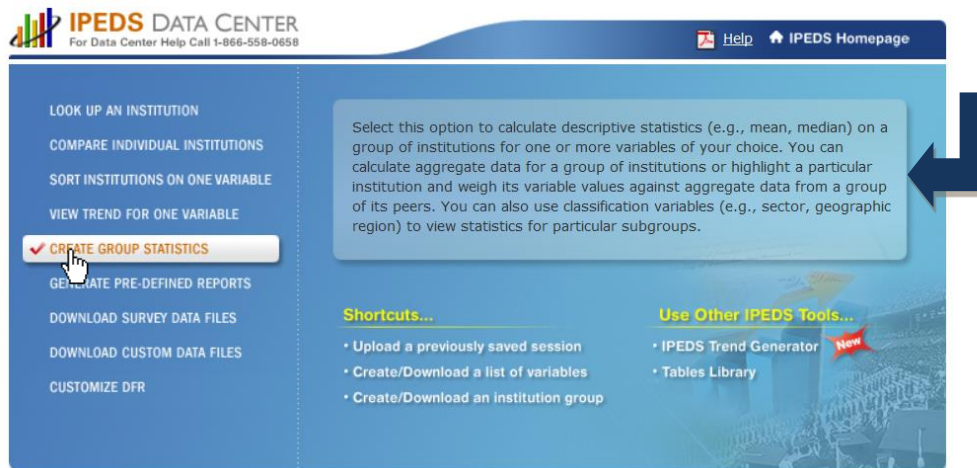 IPEDS DATA CENTER
For Data Center Help Call 1-866-558-0658
Help
IPEDS Homepage
LOOK UP AN INSTITUTION
COMPARE INDIVIDUAL INSTITUTIONS
SORT INSTITUTIONS ON ONE VARIABLE
VIEW TREND FOR ONE VARIABLE
CREATE GROUP STATISTICS
GENERATE PRE-DEFINED REPORTS
DOWNLOAD SURVEY DATA FILES
DOWNLOAD CUSTOM DATA FILES
CUSTOMIZE DFR
Select this option to calculate descriptive statistics (e.g., mean, median) on a
group of institutions for one or more variables of your choice. You can
calculate aggregate data for a group of institutions or highlight a particular
institution and weigh its variable values against aggregate data from a group
of its peers. You can also use classification variables (e.g., sector, geographic
region) to view statistics for particular subgroups.
Shortcuts...
• Upload a previously saved session
• Create/Download a list of variables
• Create/Download an institution group
Use Other IPEDS Tools...
• IPEDS Trend Generator New
• Tables Library